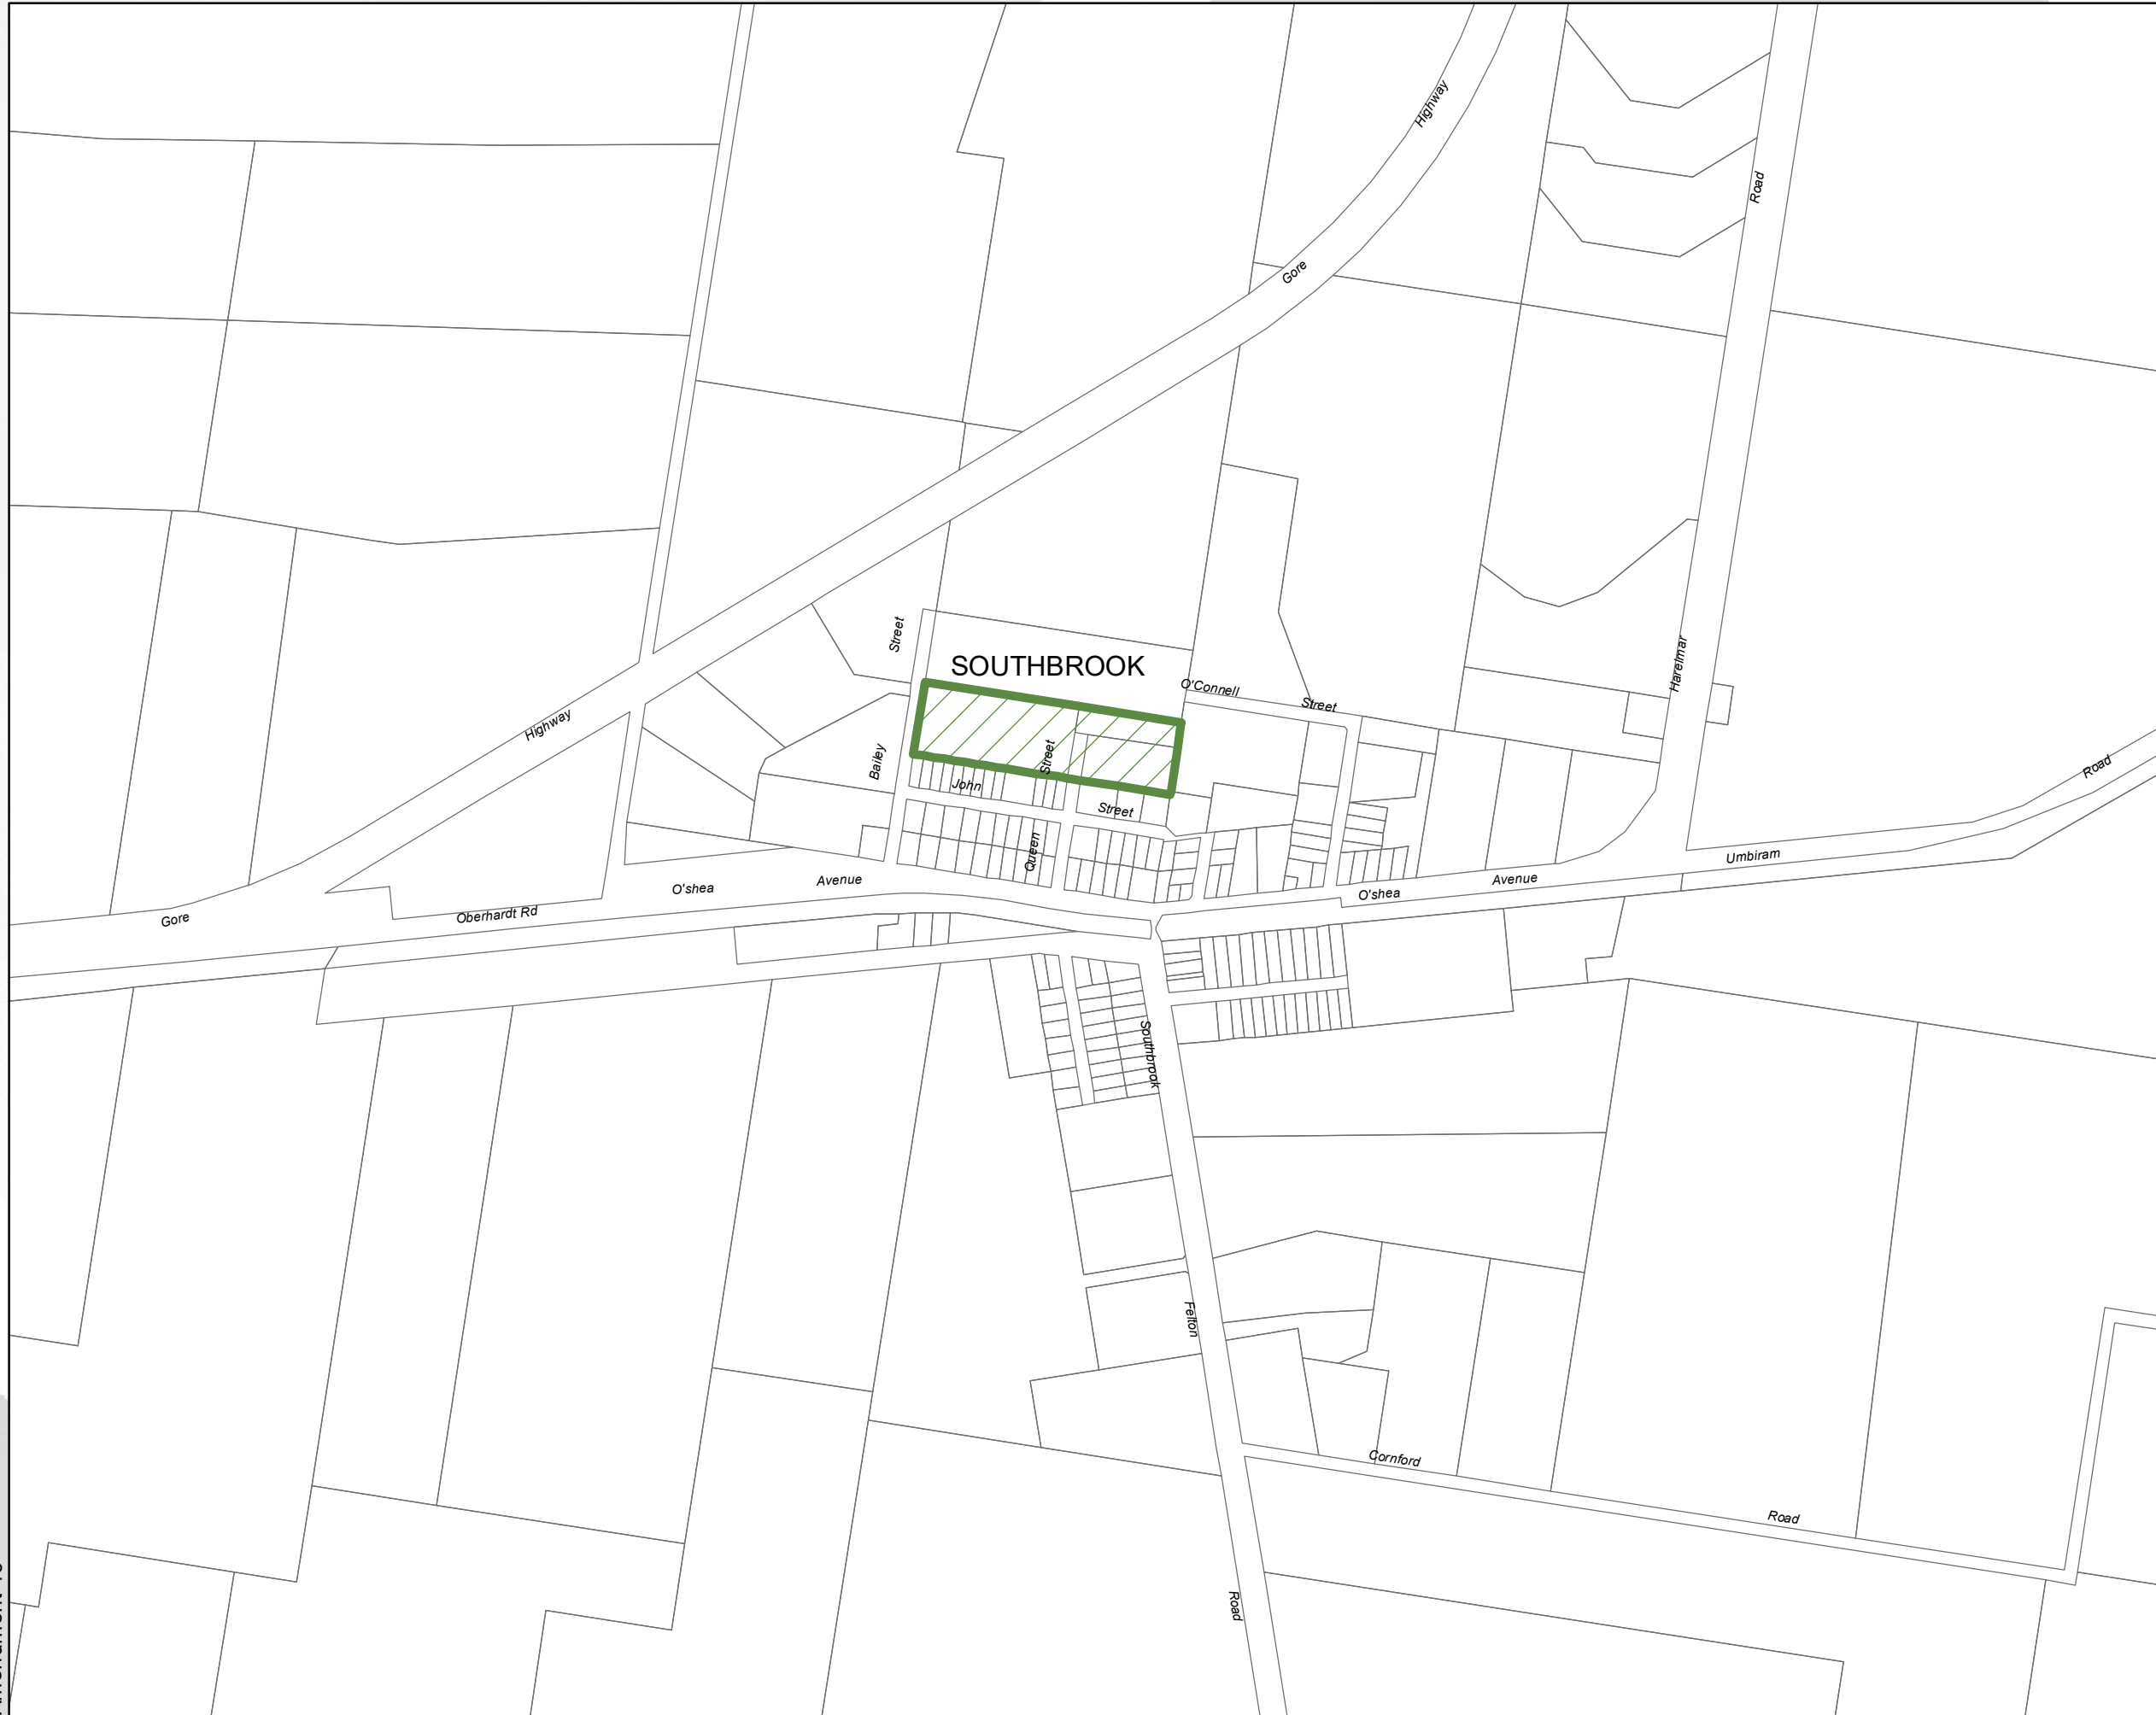 Highway
Road
Gore
Street
SOUTHBROOK
Harelmar
O'Connell
Street
Highway
Bailey
Street
Road
John
Street
Queen
Umbiram
O'shea
Avenue
Avenue
O'shea
Oberhardt Rd
Gore
Southbrook
Felton
Cornford
Road
Road